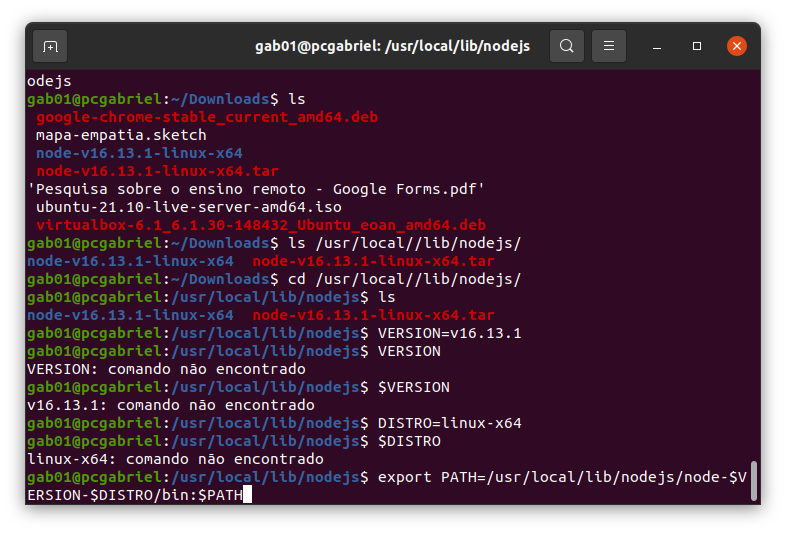 gab01@pcgabriel: /usr/local/lib/nodejs
odejs
gab01@pcgabriel:~/Downloads$ ls
google-chrome-stable_current_amd64.deb
mapa-empatia.sketch
node-v16.13.1-linux-x64
node-v16.13.1-linux-x64.tar
'Pesquisa sobre o ensino remoto - Google Forms.pdf'
ubuntu-21.10-live-server-amd64.iso
virtualbox-6.1_6.1.30-148432_Ubuntu_eoan_amd64.deb
gab01@pcgabriel:~/Downloads$ ls /usr/local//lib/nodejs/
node-v16.13.1-linux-x64  node-v16.13.1-linux-x64.tar
gab01@pcgabriel:~/Downloads$ cd /usr/local//lib/nodejs/
gab01@pcgabriel:/usr/local/lib/nodejs$ ls
node-v16.13.1-linux-x64  node-v16.13.1-linux-x64.tar
gab01@pcgabriel:/usr/local/lib/nodejs$ VERSION=v16.13.1
gab01@pcgabriel:/usr/local/lib/nodejs$ VERSION
VERSION: comando não encontrado
gab01@pcgabriel:/usr/local/lib/nodejs$ $VERSION
v16.13.1: comando não encontrado
gab01@pcgabriel:/usr/local/lib/nodejs$ DISTRO=linux-x64
gab01@pcgabriel:/usr/local/lib/nodejs$ $DISTRO
linux-x64: comando não encontrado
gab01@pcgabriel:/usr/local/lib/nodejs$ export PATH=/usr/local/lib/nodejs/node-$V
ERSION-$DISTRO/bin:$PATH